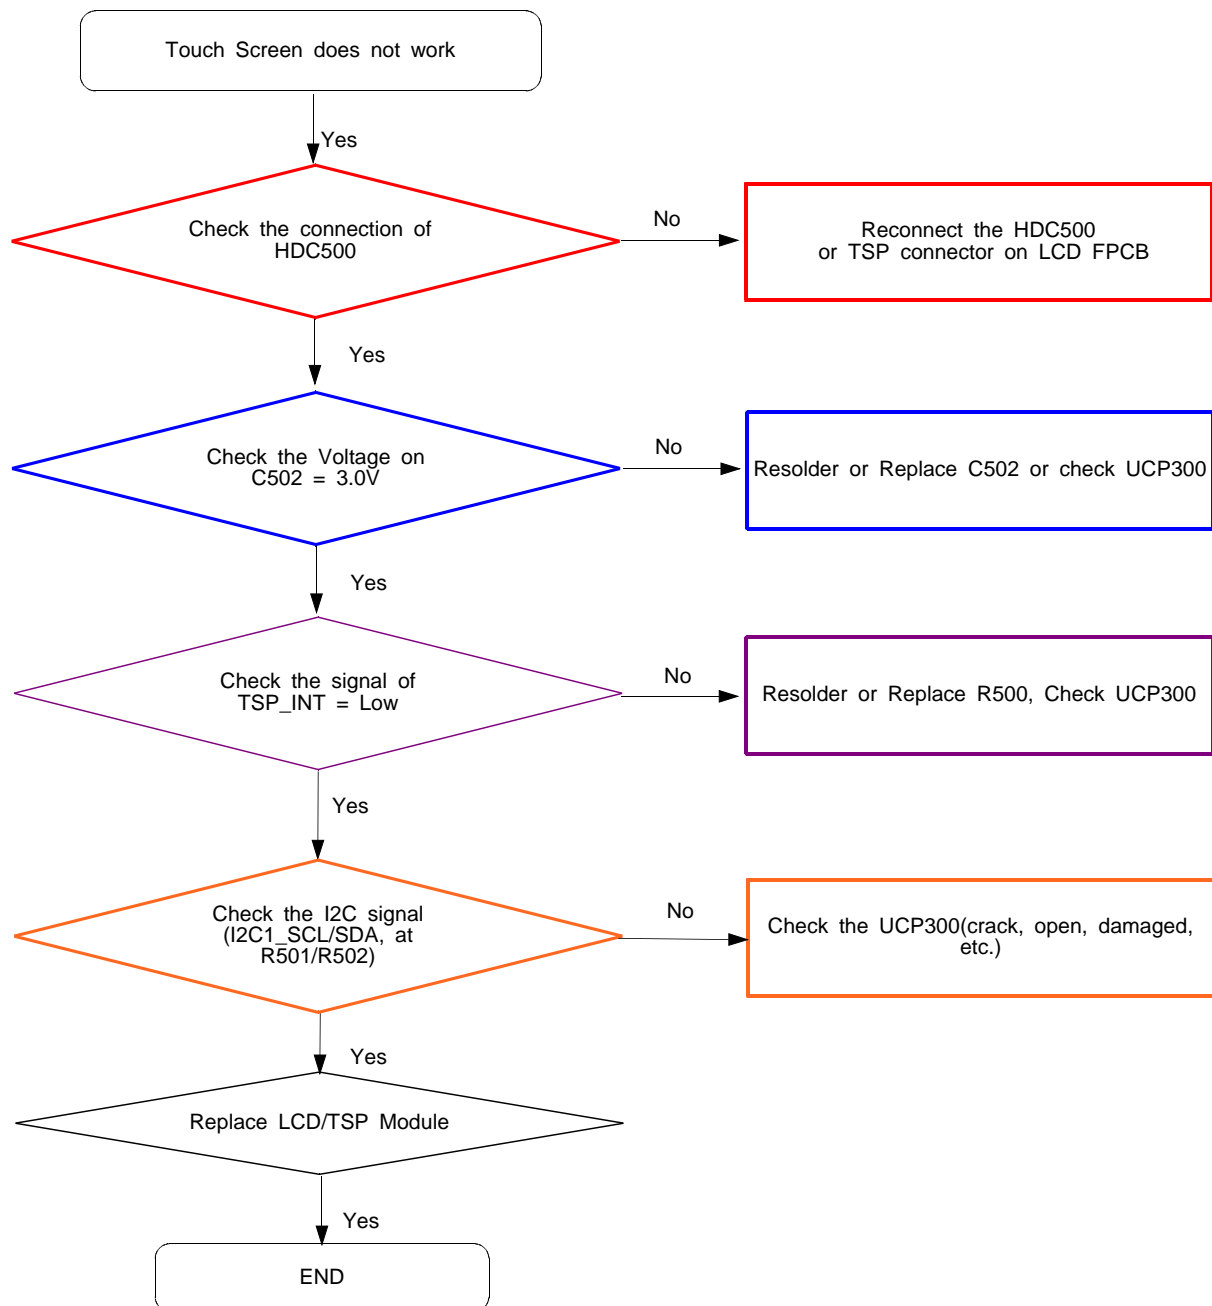 Touch Screen does not work
Yes
Check the connection of
HDC500
No
Reconnect the HDC500
or TSP connector on LCD FPCB
Yes
Check the Voltage on
C502 = 3.0V
No
Resolder or Replace C502 or check UCP300
Yes
Check the signal of
TSP_INT = Low
No
Resolder or Replace R500, Check UCP300
Yes
Check the I2C signal
(I2C1_SCL/SDA, at
R501/R502)
No
Check the UCP300(crack, open, damaged,
etc.)
Yes
Replace LCD/TSP Module
Yes
END